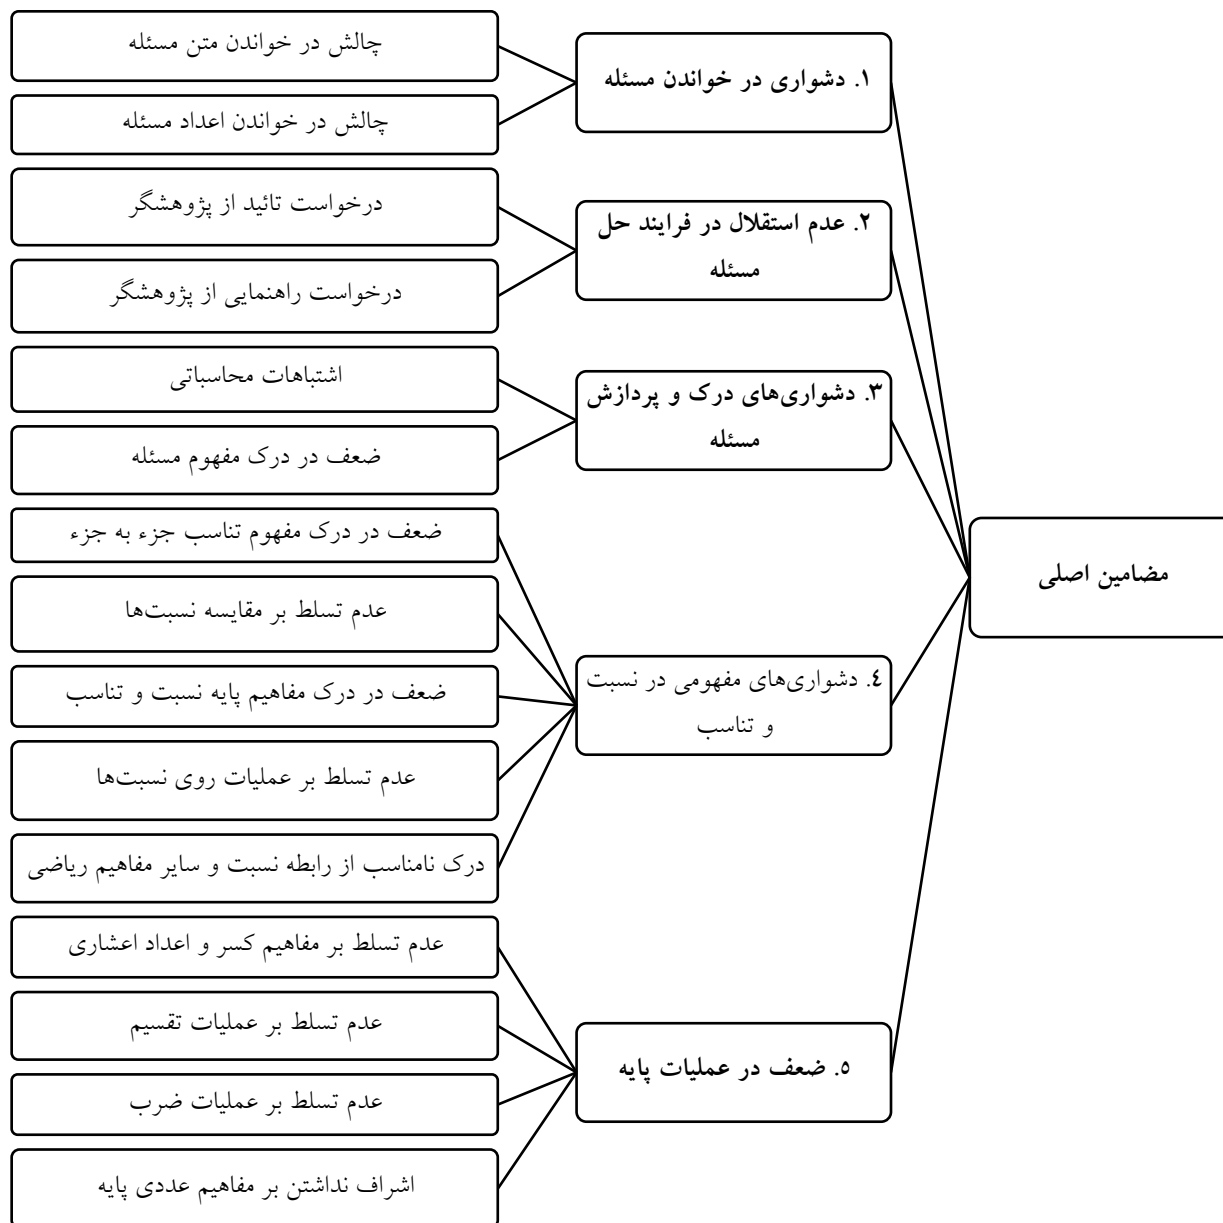 مضامین اصلی
۱. دشواری در خواندن مسئله
چالش در خواندن متن مسئله
چالش در خواندن اعداد مسئله
۲. عدم استقلال در فرایند حل
مسئله
درخواست تائید از پژوهشگر
درخواست راهنمایی از پژوهشگر
۳. دشواری‌های درک و پردازش
مسئله
اشتباهات محاسباتی
ضعف در درک مفهوم مسئله
٤. دشواری‌های مفهومی در نسبت
و تناسب
ضعف در درک مفهوم تناسب جزء به جزء
عدم تسلط بر مقایسه نسبت‌ها
ضعف در درک مفاهیم پایه نسبت و تناسب
عدم تسلط بر عملیات روی نسبت‌ها
درک نامناسب از رابطه نسبت و سایر مفاهیم ریاضی
۵. ضعف در عملیات پایه
عدم تسلط بر مفاهیم کسر و اعداد اعشاری
عدم تسلط بر عملیات تقسیم
عدم تسلط بر عملیات ضرب
اشراف نداشتن بر مفاهیم عددی پایه